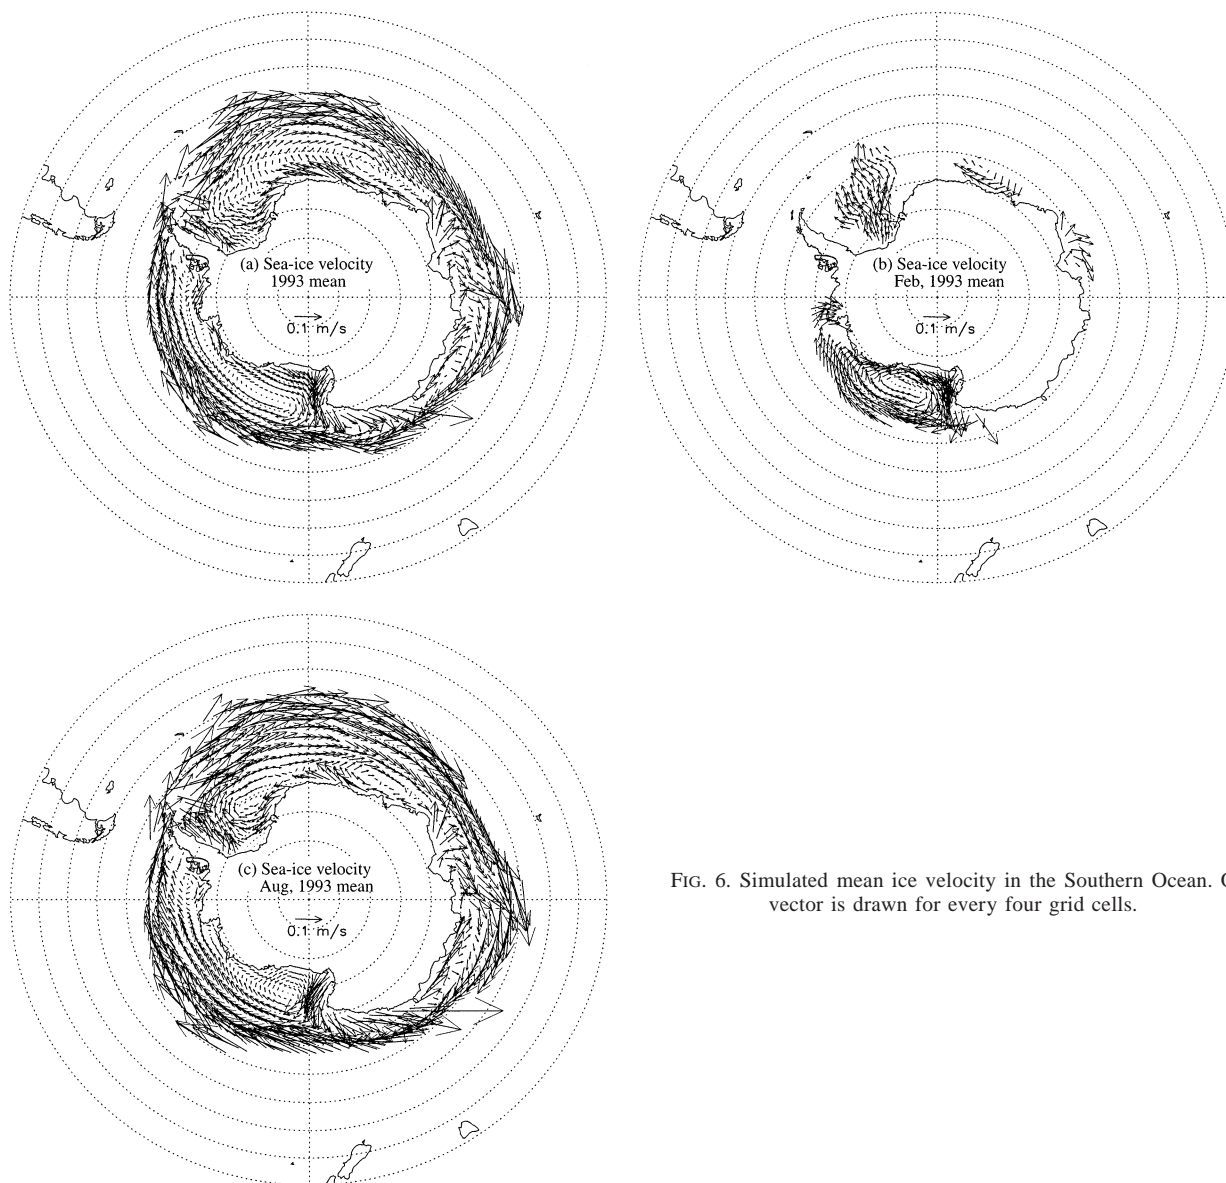 (a) Sea-ice velocity
1993 mean
0.1 m/s
(b) Sea-ice velocity
Feb, 1993 mean
0.1 m/s
(c) Sea-ice velocity
Aug, 1993 mean
0.1 m/s
FIG. 6. Simulated mean ice velocity in the Southern Ocean.
vector is drawn for every four grid cells.